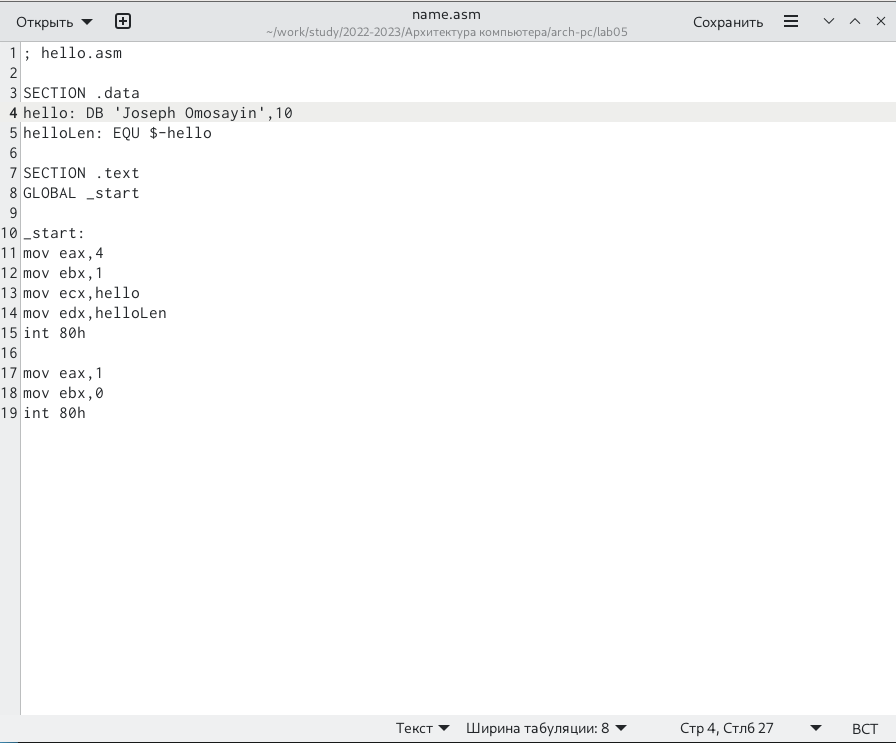 Открыть
name.asm
~/work/study/2022-2023/Архитектура компьютера/arch-pc/lab05
Сохранить
1 ; hello.asm
2
3 SECTION .data
4 hello: DB 'Joseph Omosayin',10
5 helloLen: EQU $-hello
6
7 SECTION .text
8 GLOBAL _start
9
10 _start:
11 mov eax,4
12 mov ebx,1
13 mov ecx,hello
14 mov edx,helloLen
15 int 80h
16
17 mov eax,1
18 mov ebx,0
19 int 80h
Текст Ширина табуляции: 8 Стр 4, Стлб 27 ВСТ